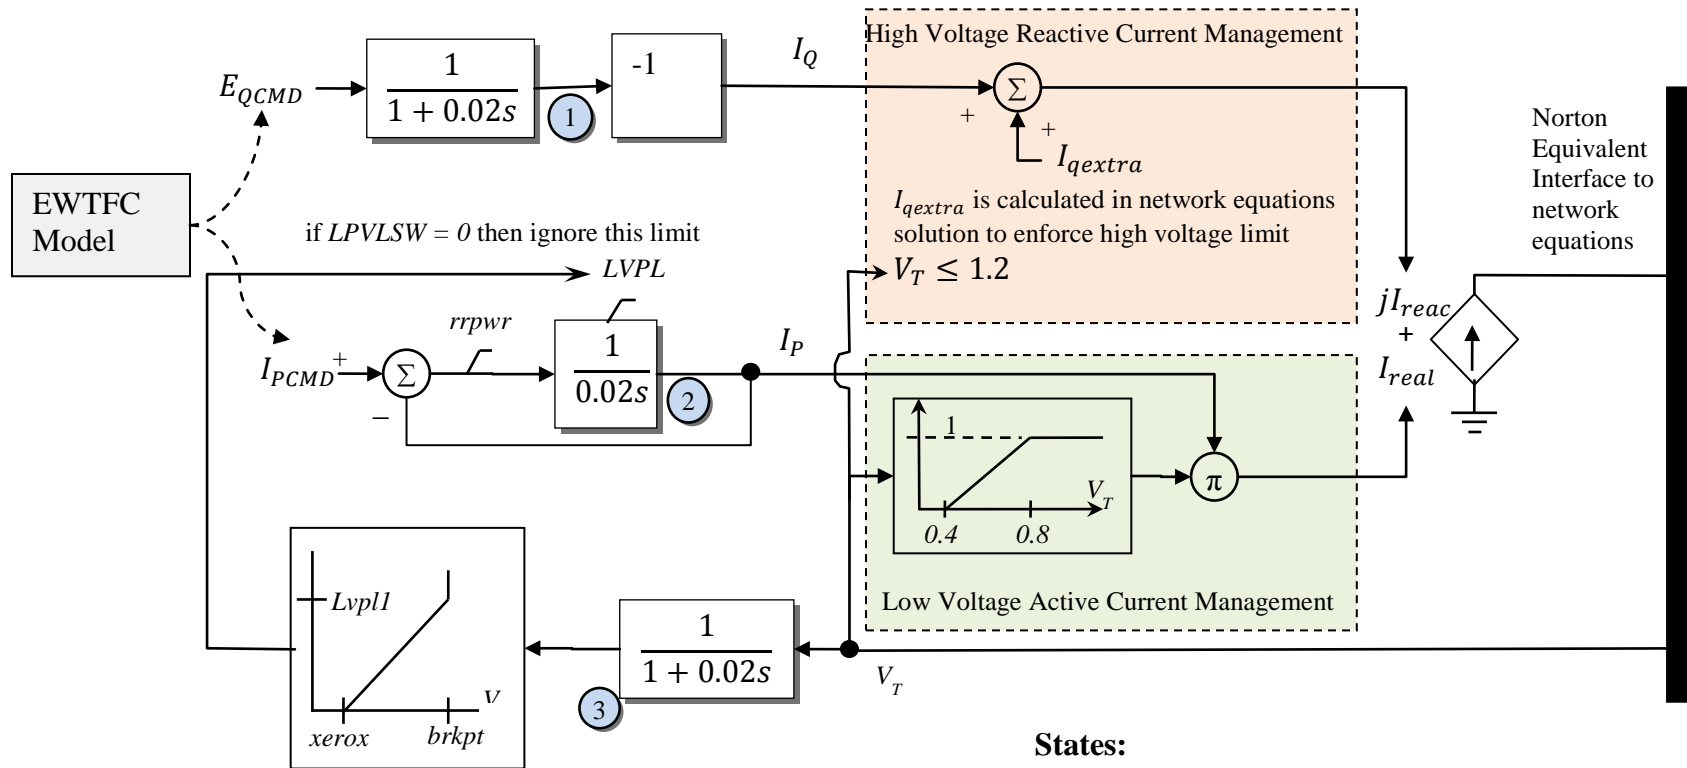 High Voltage Reactive Current Management
E_QCMD
1
1 + 0.02s
1
-1
I_Q
Σ
+
+
I_qextra
I_qextra is calculated in network equations
solution to enforce high voltage limit
V_T ≤ 1.2
Norton
Equivalent
Interface to
network
equations
EWTFC
Model
if LPVLSW = 0 then ignore this limit
LVPL
rrpwr
I_PCMD
+
Σ
−
1
0.02s
2
I_P
jI_reac
+
I_real
1
V_T
0.4
0.8
π
Low Voltage Active Current Management
Lvpl1
V
xerox
brkpt
1
1 + 0.02s
3
V_T
States: